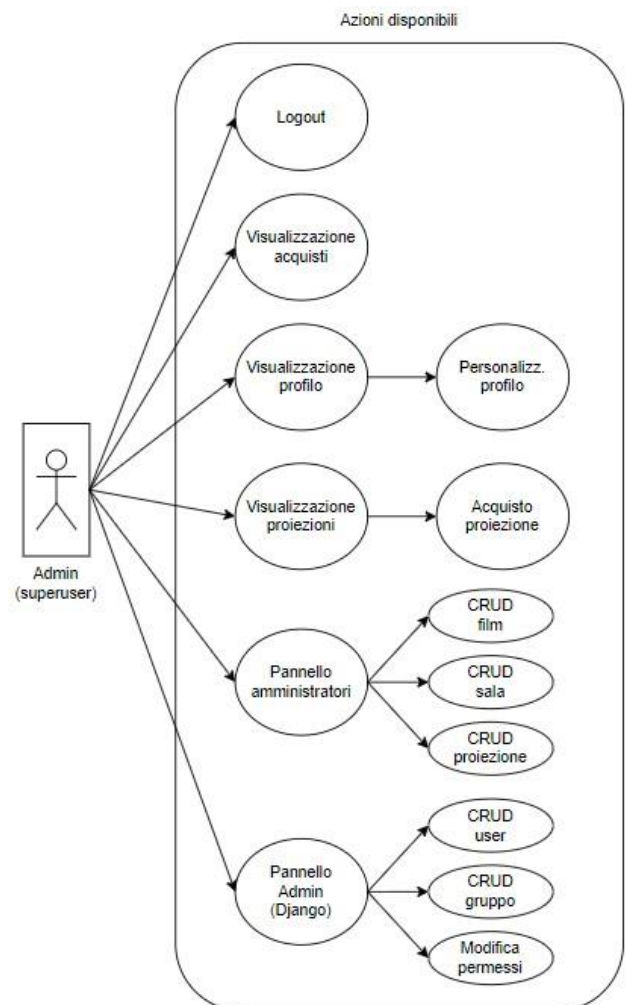 Azioni disponibili
Logout
Visualizzazione
acquisti
Visualizzazione
profilo
Personalizz.
profilo
Visualizzazione
proiezioni
Acquisto
proiezione
Admin
(superuser)
Pannello
amministratori
CRUD
film
CRUD
sala
CRUD
proiezione
Pannello
Admin
(Django)
CRUD
user
CRUD
gruppo
Modifica
permessi